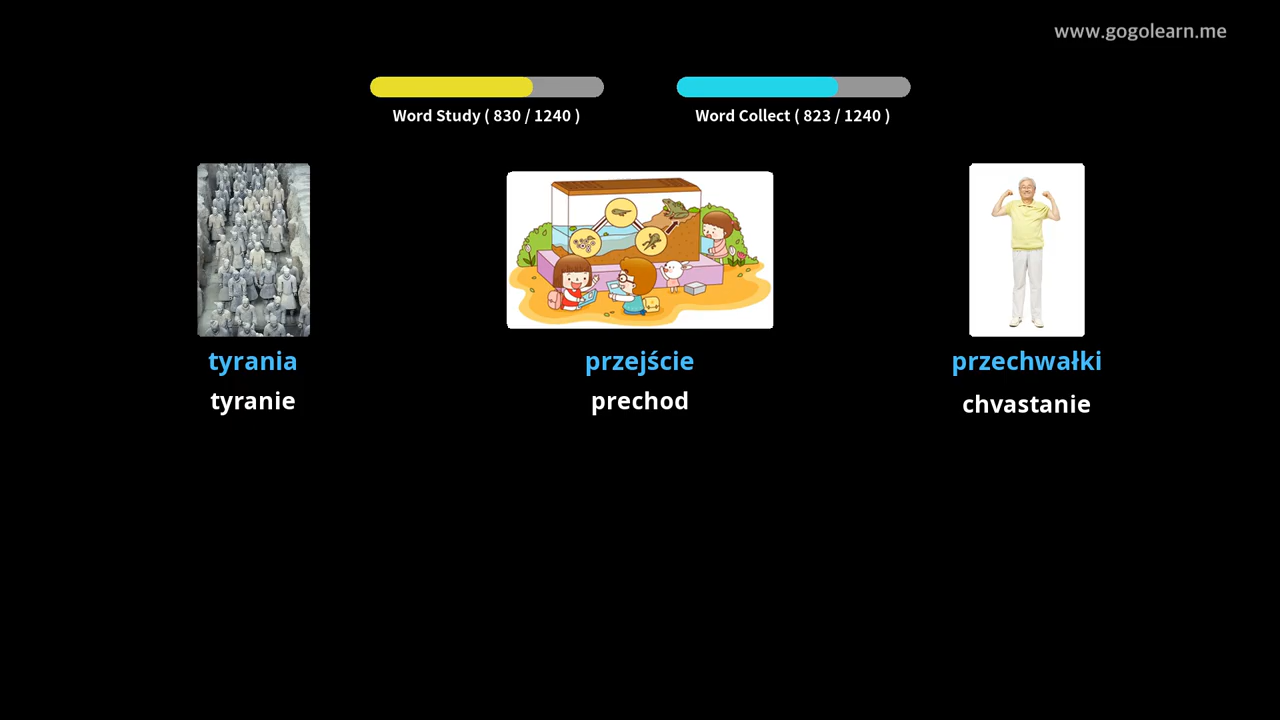 www.gogolearn.me
Word Study ( 830 / 1240 )
Word Collect ( 823 / 1240 )
tyrania
przejście
przechwałki
tyranie
prechod
chvastanie